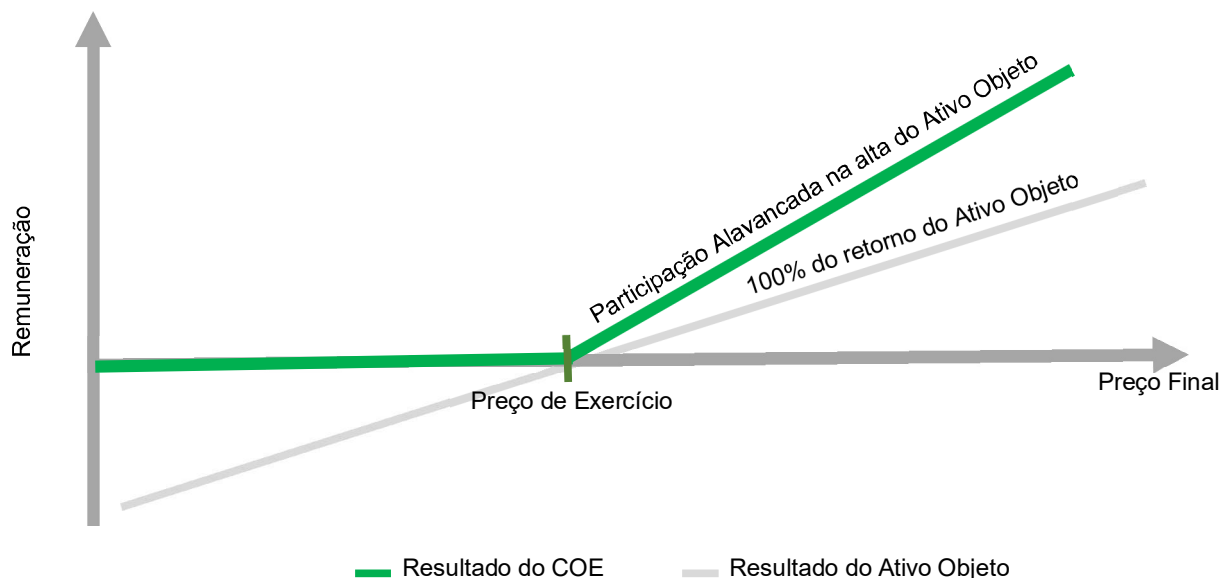 Remuneração
Participação Alavancada na alta do Ativo Objeto
100% do retorno do Ativo Objeto
Preço de Exercício
Preço Final
Resultado do COE
Resultado do Ativo Objeto